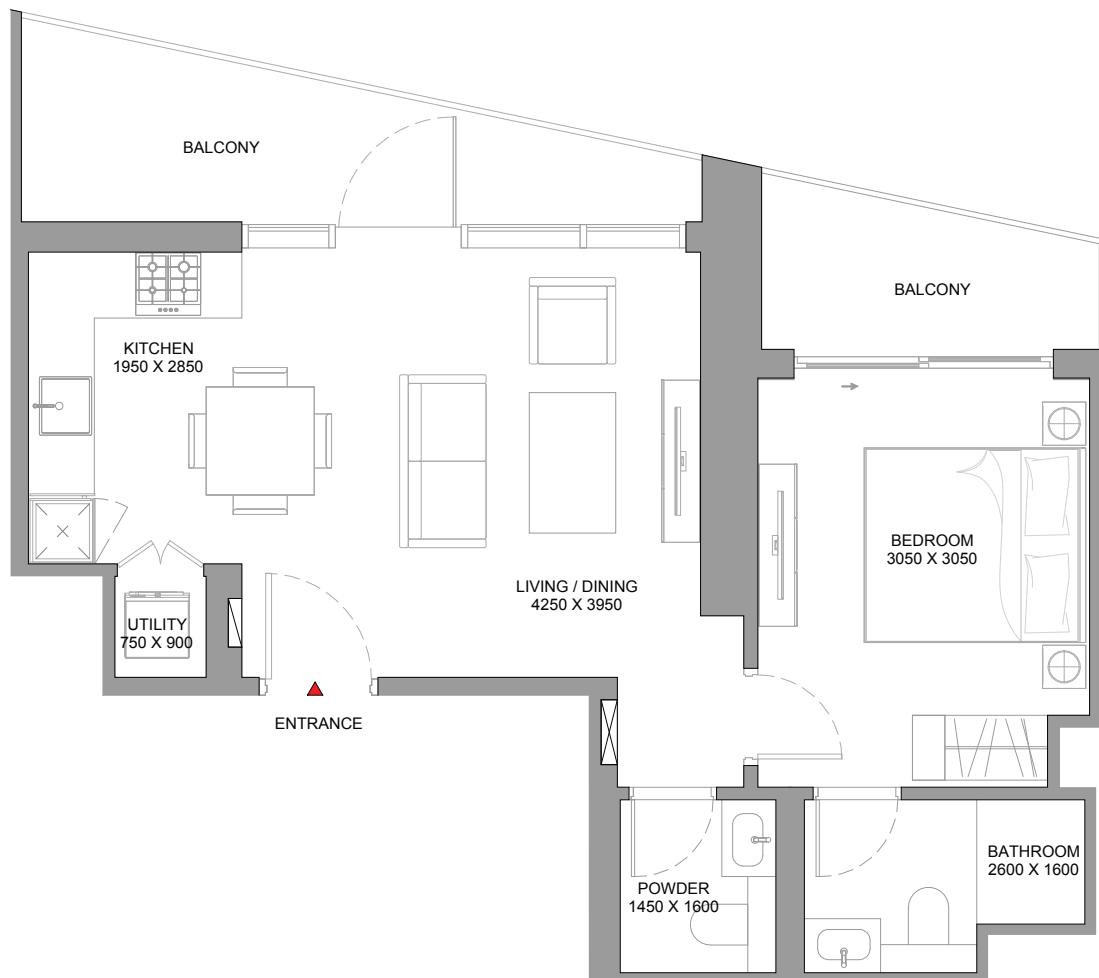 BALCONY
BALCONY
KITCHEN
1950 X 2850
BEDROOM
3050 X 3050
LIVING / DINING
4250 X 3950
UTILITY
750 X 900
ENTRANCE
BATHROOM
2600 X 1600
POWDER
1450 X 1600